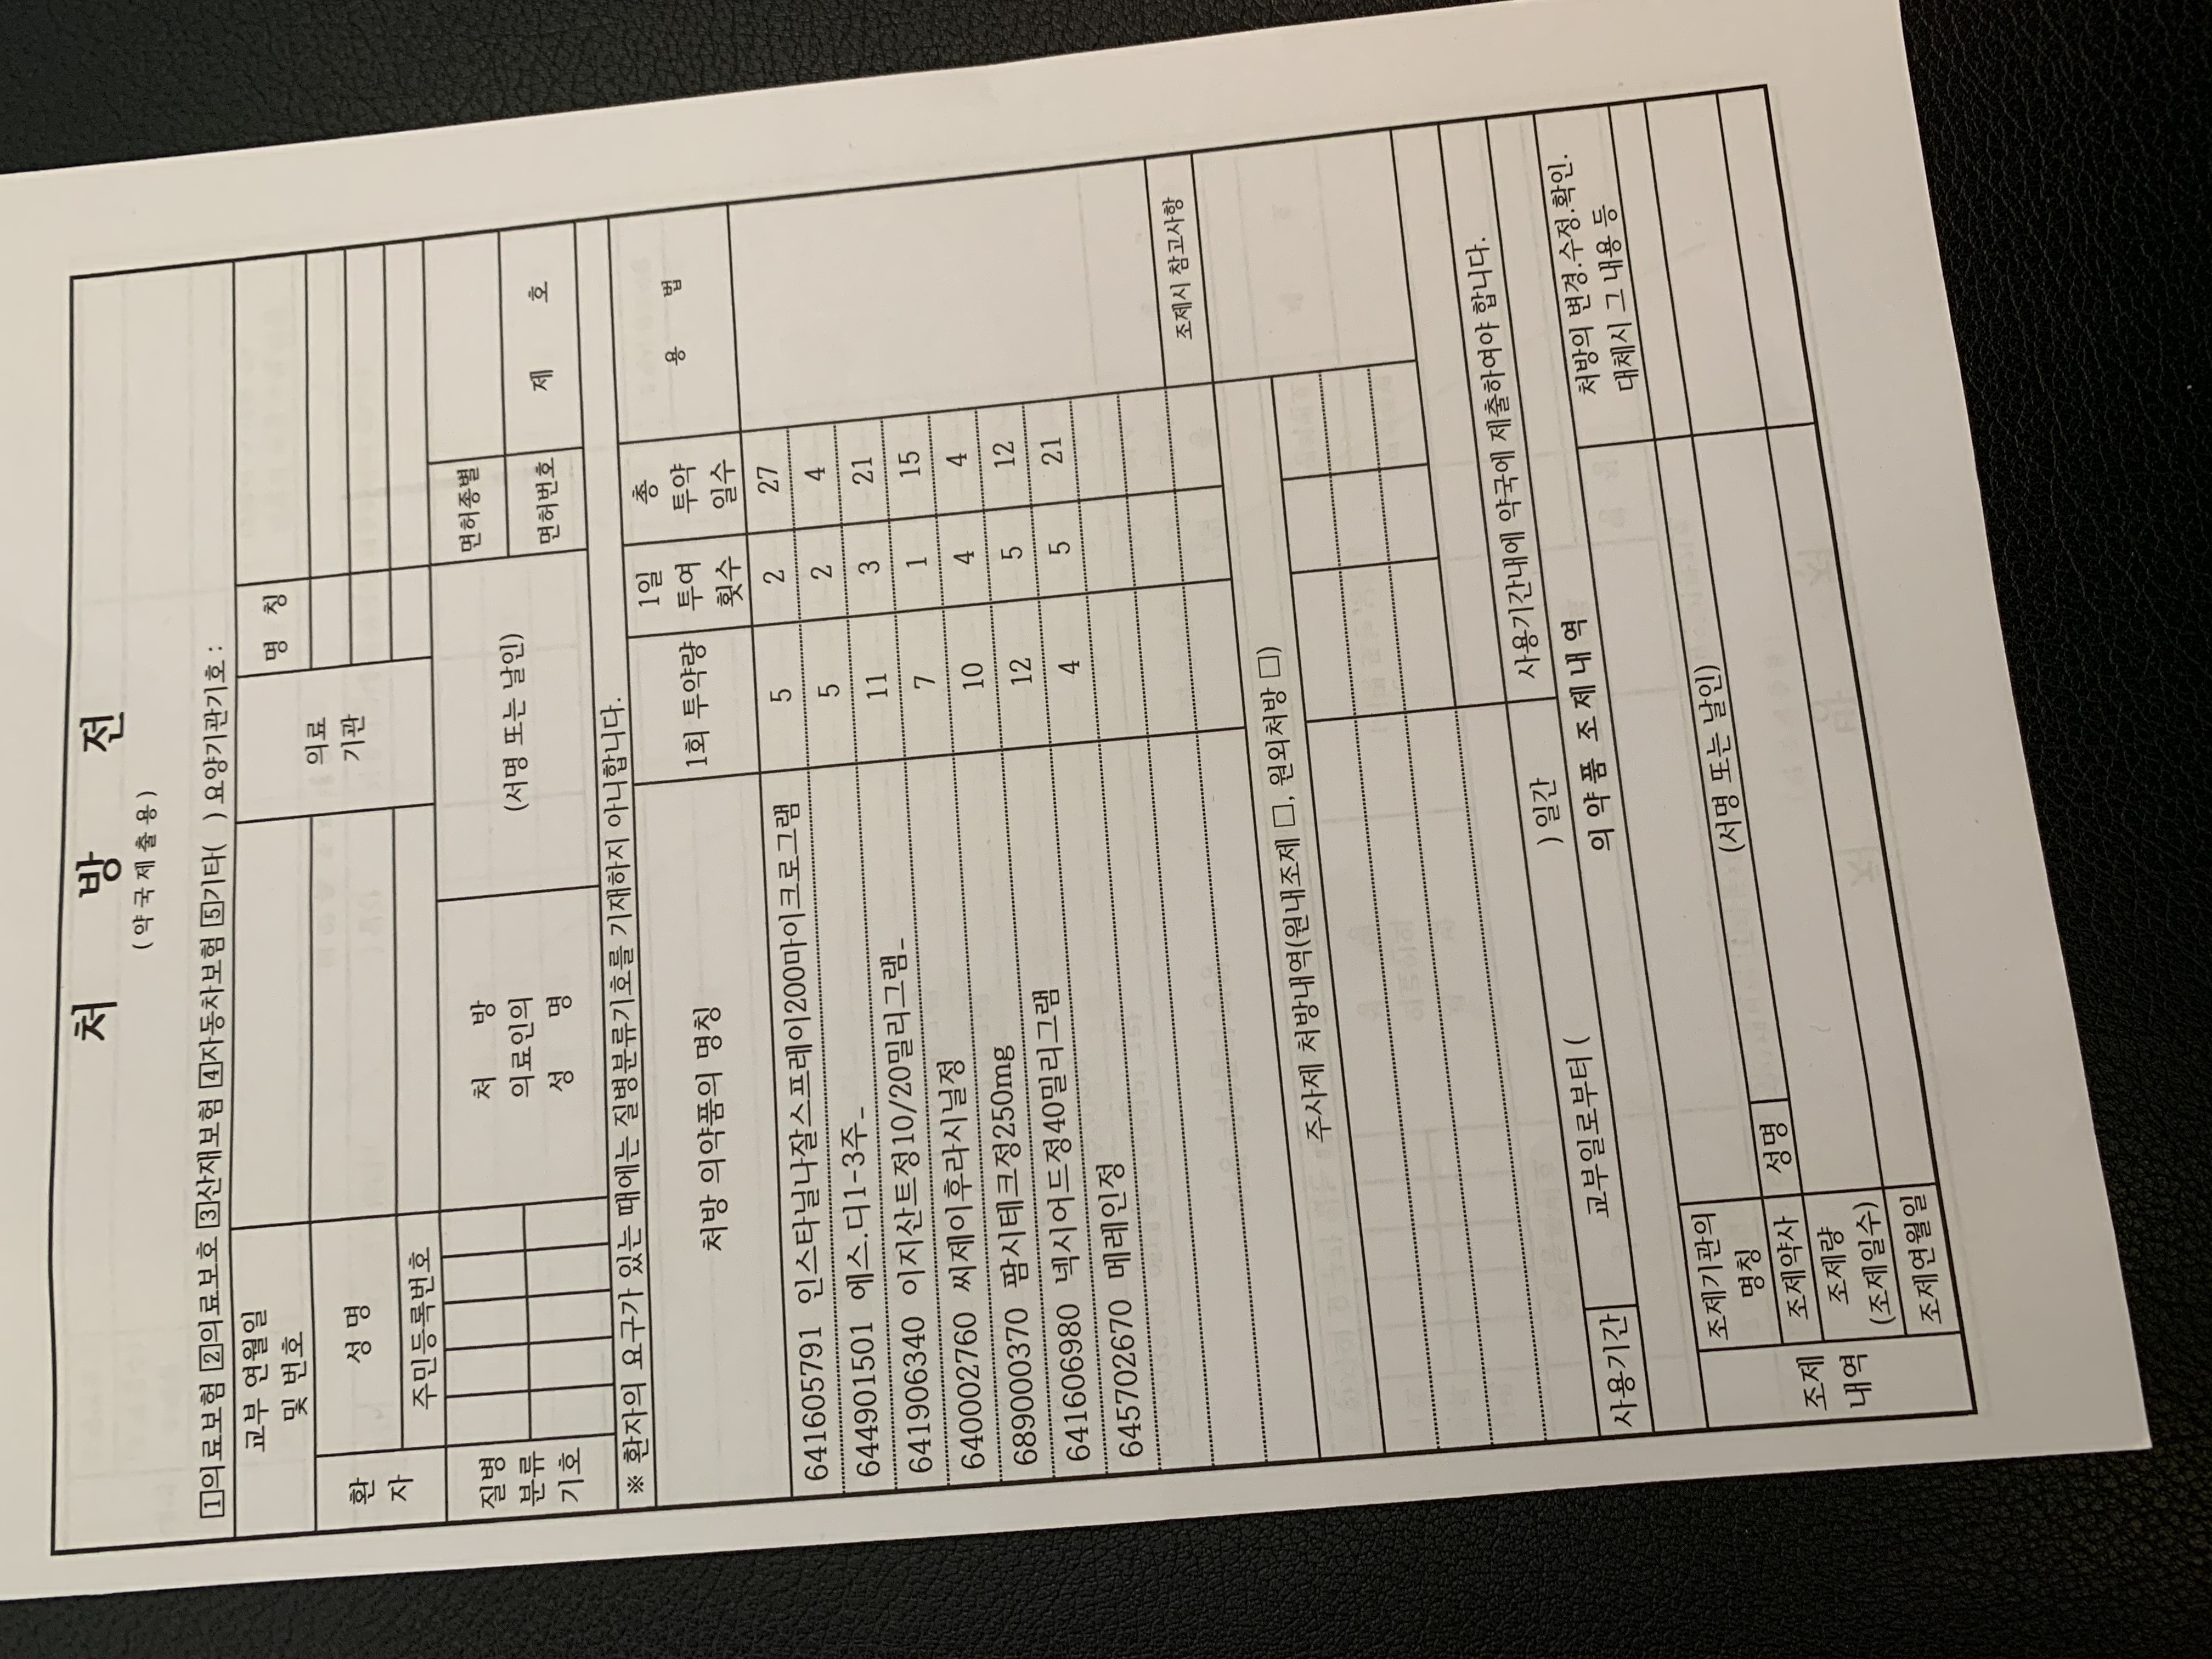 처 방 전
(약국제출용)
1의료보험 2의료보호 3산재보험 4자동차보험 5기타( ) 요양기관기호 :
교부 연월일
및 번호
의료
기관
명 칭
환
자
성 명
주민등록번호
질병
분류
기호
처 방
의료인의
성 명
(서명 또는 날인)
면허종별
면허번호
제 호
※ 환자의 요구가 있는 때에는 질병분류기호를 기재하지 아니합니다.
처방 의약품의 명칭
1회 투약량
1일
투여
횟수
총
투약
일수
용 법
641605791 인스타닐나잘스프레이200마이크로그램 5 2 27
644901501 에스.디1-3주_ 5 2 4
641906340 이지산트정10/20밀리그램_ 11 3 21
640002760 씨제이후라시닐정 7 1 15
689000370 팜시테크정250mg 10 4 4
641606980 넥시어드정40밀리그램 12 5 12
645702670 메레인정 4 5 21
조제시 참고사항
주사제 처방내역(원내조제 □, 원외처방 □)
사용기간
교부일로부터 ( ) 일간
사용기간내에 약국에 제출하여야 합니다.
의약품 조제내역
처방의 변경.수정.확인.
대체시 그 내용 등
조제
내역
조제기관의
명칭
조제약사
성명
(서명 또는 날인)
조제량
(조제일수)
조제연월일